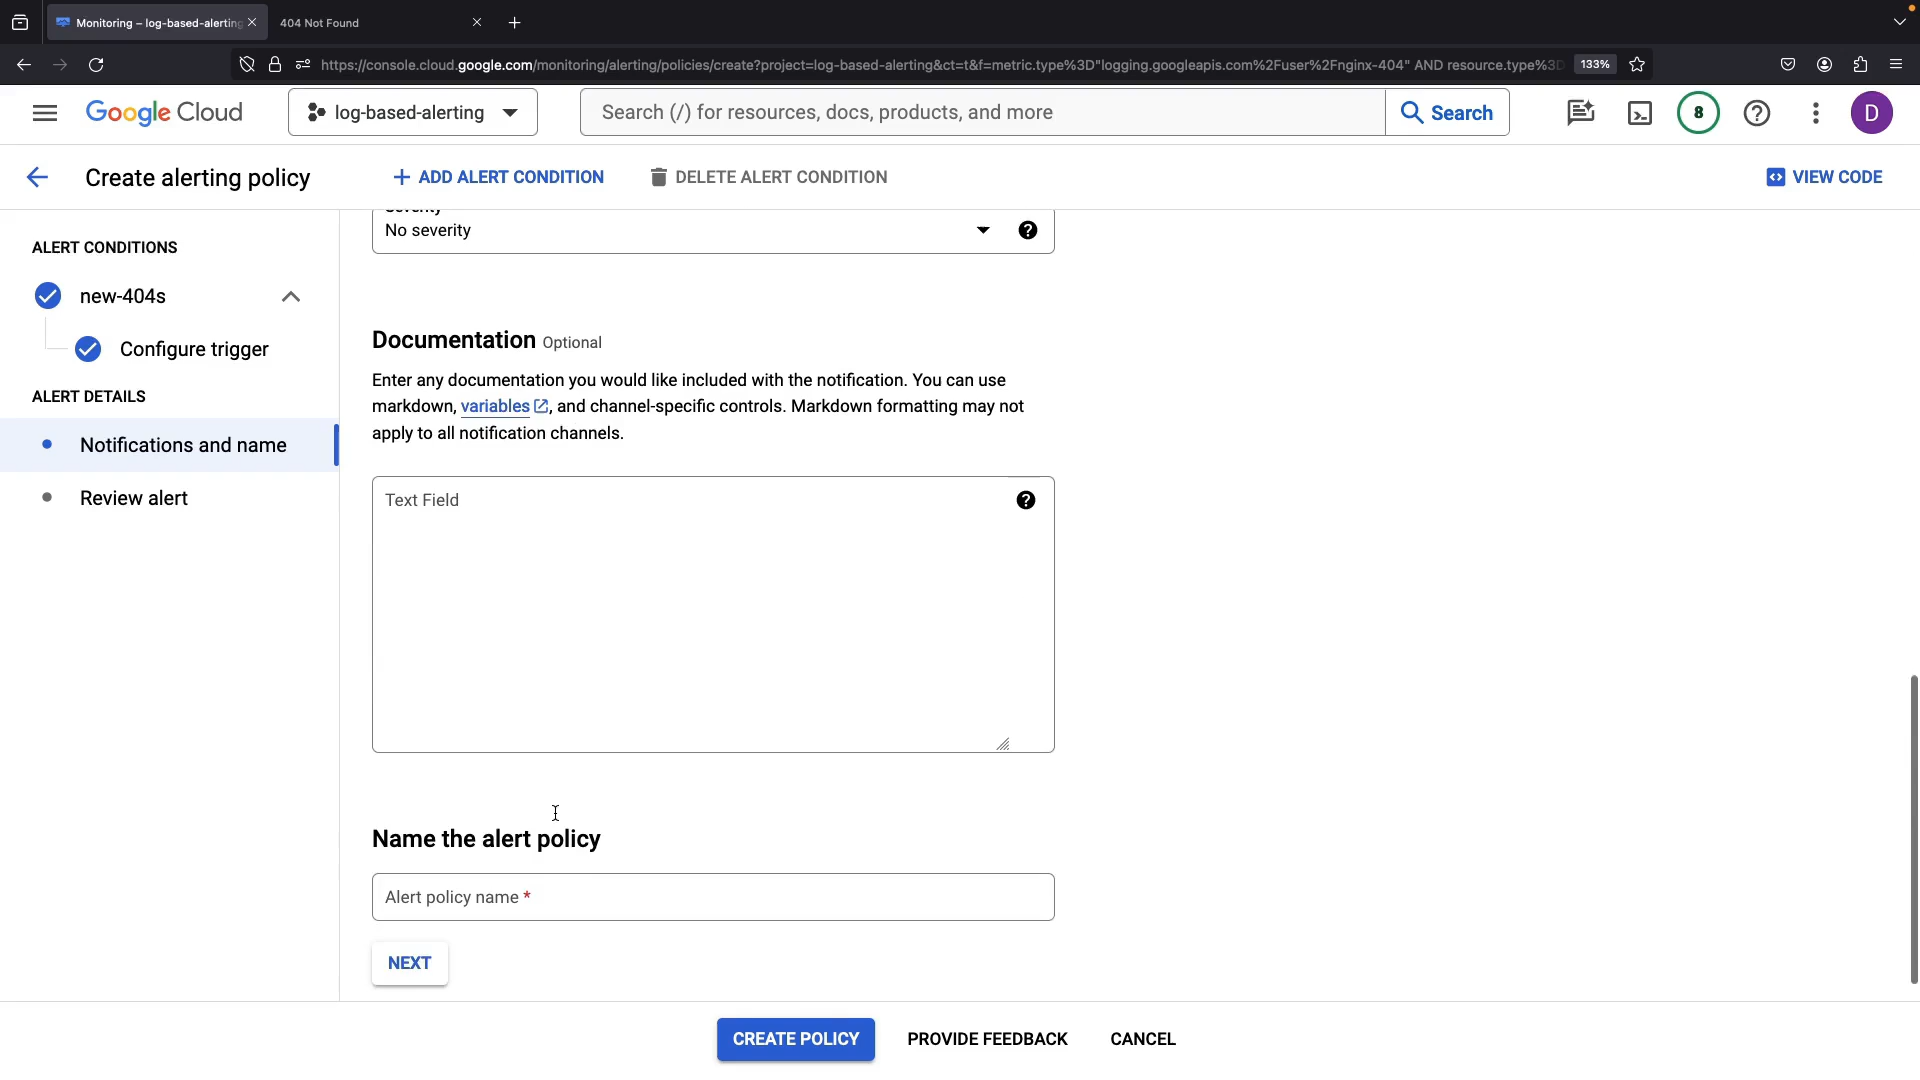 Monitoring – log-based-alerting
404 Not Found
https://console.cloud.google.com/monitoring/alerting/policies/create?project=log-based-alerting&ct=t&f=metric.type%3D"logging.googleapis.com%2Fuser%2Fnginx-404" AND resource.type%3D
133%
Google Cloud
log-based-alerting
Search (/) for resources, docs, products, and more
Search
8
D
Create alerting policy
ADD ALERT CONDITION
DELETE ALERT CONDITION
VIEW CODE
ALERT CONDITIONS
new-404s
Configure trigger
ALERT DETAILS
Notifications and name
Review alert
Severity
No severity
Documentation Optional
Enter any documentation you would like included with the notification. You can use
markdown, variables, and channel-specific controls. Markdown formatting may not
apply to all notification channels.
Text Field
Name the alert policy
Alert policy name *
NEXT
CREATE POLICY
PROVIDE FEEDBACK
CANCEL